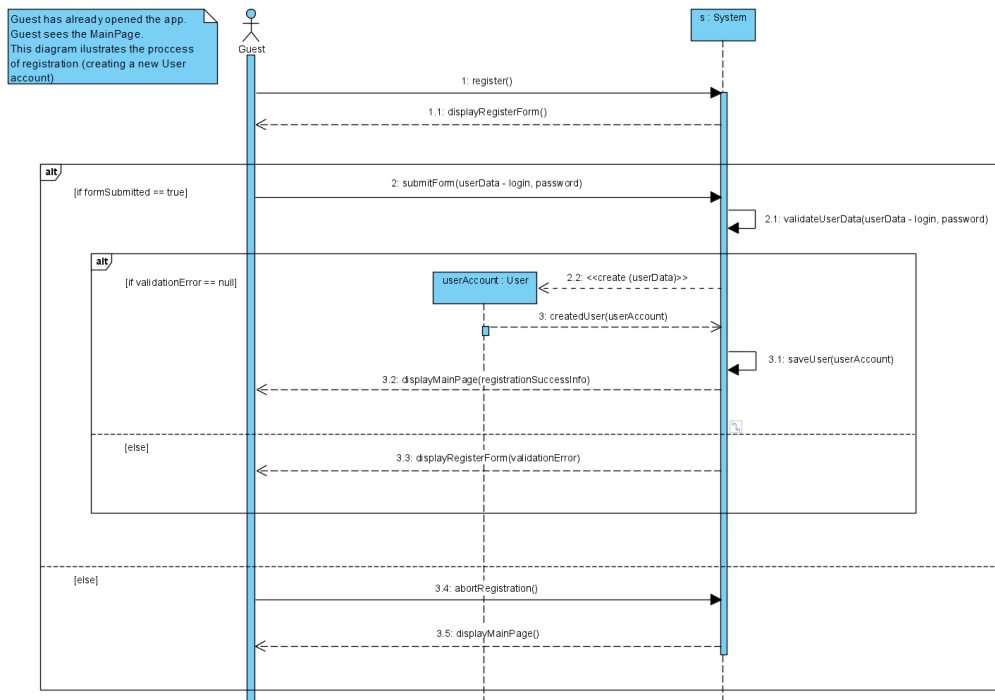 Guest has already opened the app.
Guest sees the MainPage.
This diagram ilustrates the proccess
of registration (creating a new User
account)
Guest
s : System
1: register()
1.1: displayRegisterForm()
alt
[if formSubmitted == true]
2: submitForm(userData - login, password)
2.1: validateUserData(userData - login, password)
alt
[if validationError == null]
userAccount : User
2.2: <<create (userData)>>
3: createdUser(userAccount)
3.1: saveUser(userAccount)
3.2: displayMainPage(registrationSuccessInfo)
[else]
3.3: displayRegisterForm(validationError)
[else]
3.4: abortRegistration()
3.5: displayMainPage()